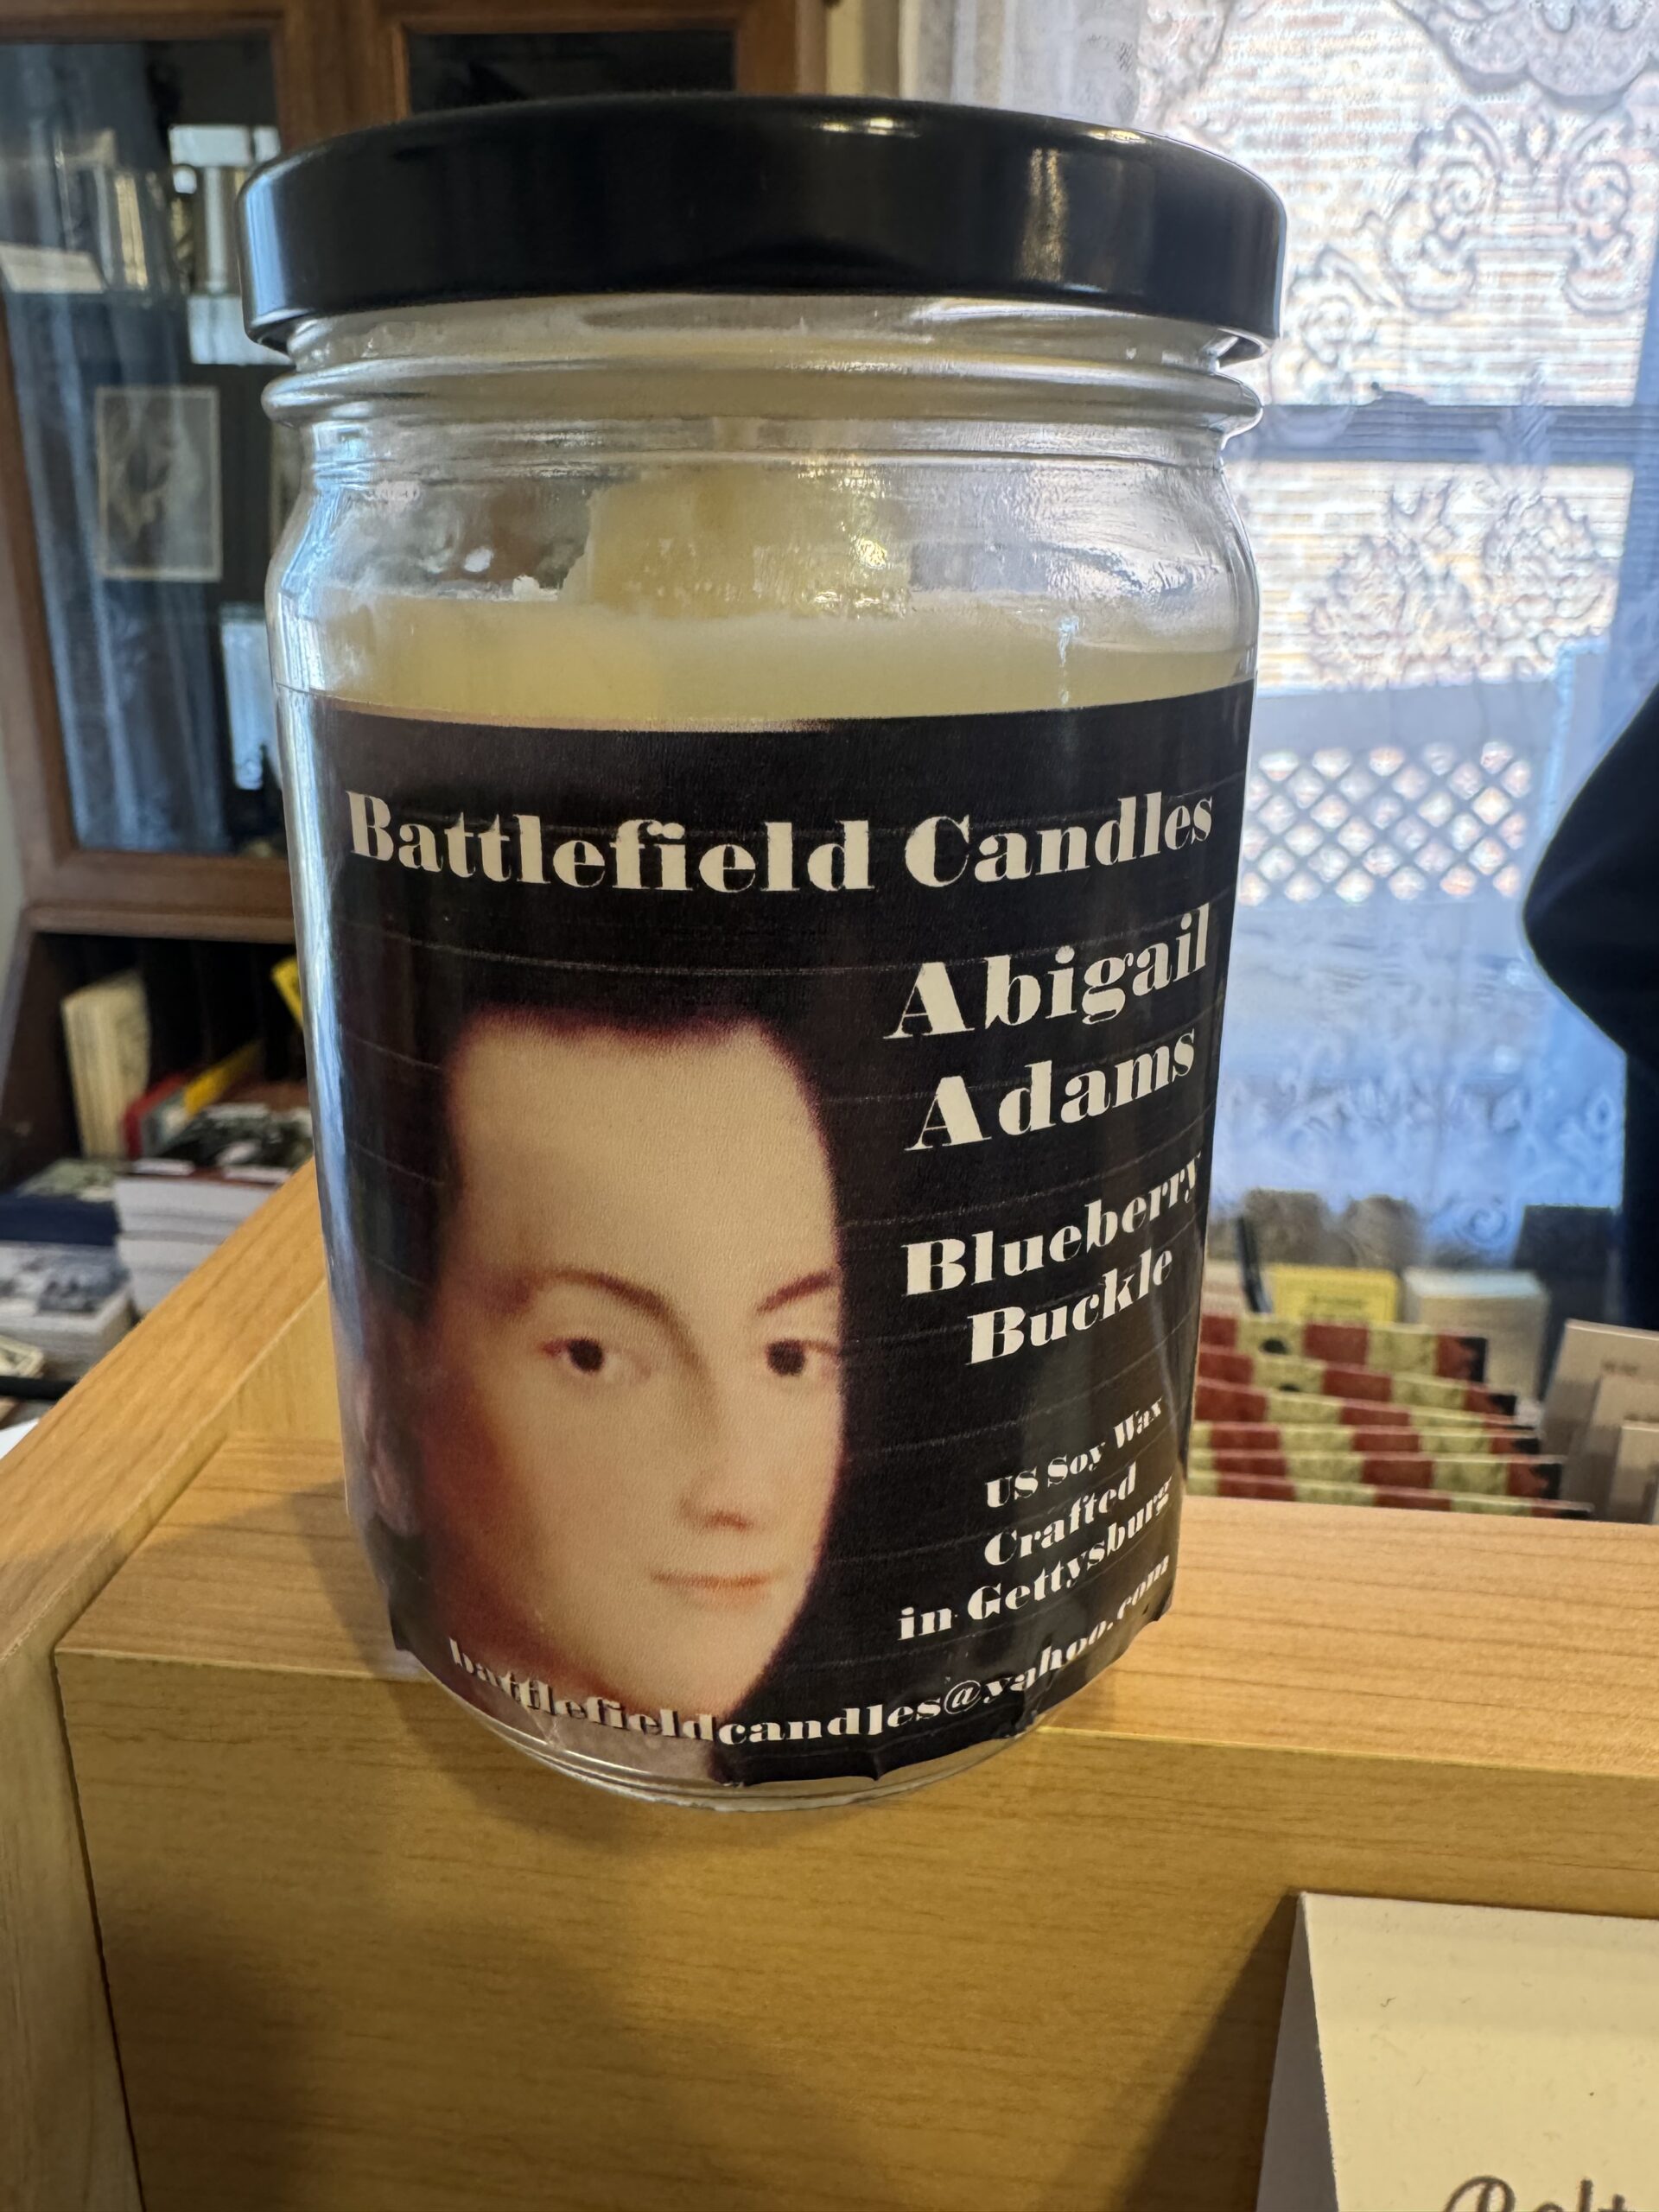 Battlefield Candles
Abigail
Adams
Blueberry
Buckle
US Soy Wax
Crafted
in Gettysburg
battlefieldcandles@yahoo.com